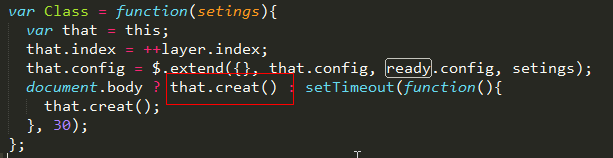 var Class = function(setings){
  var that = this;
  that.index = ++layer.index;
  that.config = $.extend({}, that.config, ready.config, setings);
  document.body ? that.creat() : setTimeout(function(){
    that.creat();
  }, 30);
};